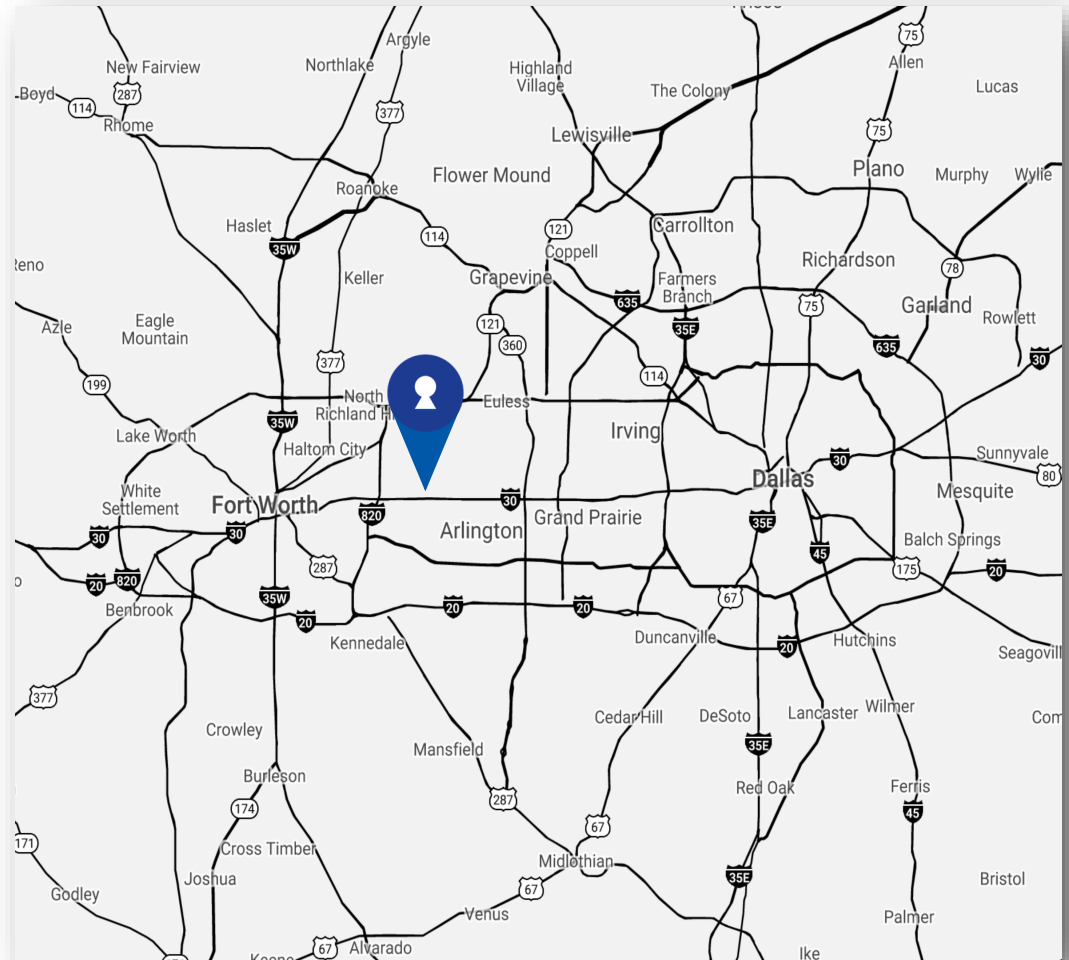 Argyle
75
New Fairview
Northlake
Highland
Village
Allen
Boyd
287
114
377
The Colony
Lucas
Rhome
Lewisville
75
Plano
Roanoke
Flower Mound
Murphy
Wylie
Haslet
35W
114
121
Carrollton
Coppell
Richardson
78
Keller
Grapevine
Farmers
Branch
635
75
Garland
Rowlett
Azle
Eagle
Mountain
121
360
35E
635
30
377
199
114
North
Richland H
Euless
35W
Lake Worth
Haltom City
Irving
30
Sunnyvale
80
Dallas
White
Settlement
Fort Worth
30
820
Arlington
Grand Prairie
35E
Mesquite
30
30
45
Balch Springs
287
175
20
20
820
Benbrook
35W
20
20
20
67
Kennedale
Duncanville
20
Hutchins
Seagovill
377
Crowley
Cedar Hill
DeSoto
Lancaster
Wilmer
Com
Mansfield
35E
Burleson
287
Red Oak
Ferris
174
67
45
171
Cross Timber
Midlothian
Joshua
67
35E
Bristol
Godley
Venus
Palmer
67
Alvarado
Ike